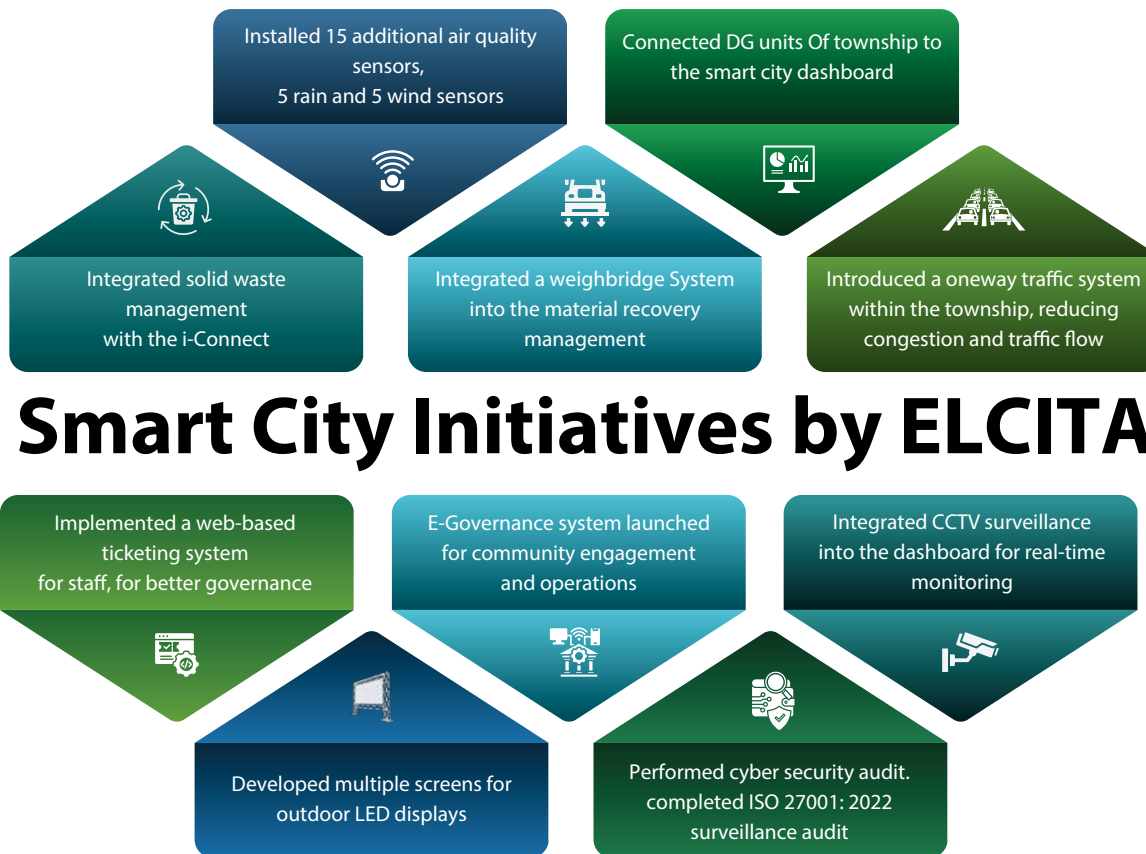 Installed 15 additional air quality
sensors,
5 rain and 5 wind sensors
Connected DG units Of township to
the smart city dashboard
Integrated solid waste
management
with the i-Connect
Integrated a weighbridge System
into the material recovery
management
Introduced a oneway traffic system
within the township, reducing
congestion and traffic flow
Smart City Initiatives by ELCITA
Implemented a web-based
ticketing system
for staff, for better governance
E-Governance system launched
for community engagement
and operations
Integrated CCTV surveillance
into the dashboard for real-time
monitoring
Developed multiple screens for
outdoor LED displays
Performed cyber security audit.
completed ISO 27001: 2022
surveillance audit